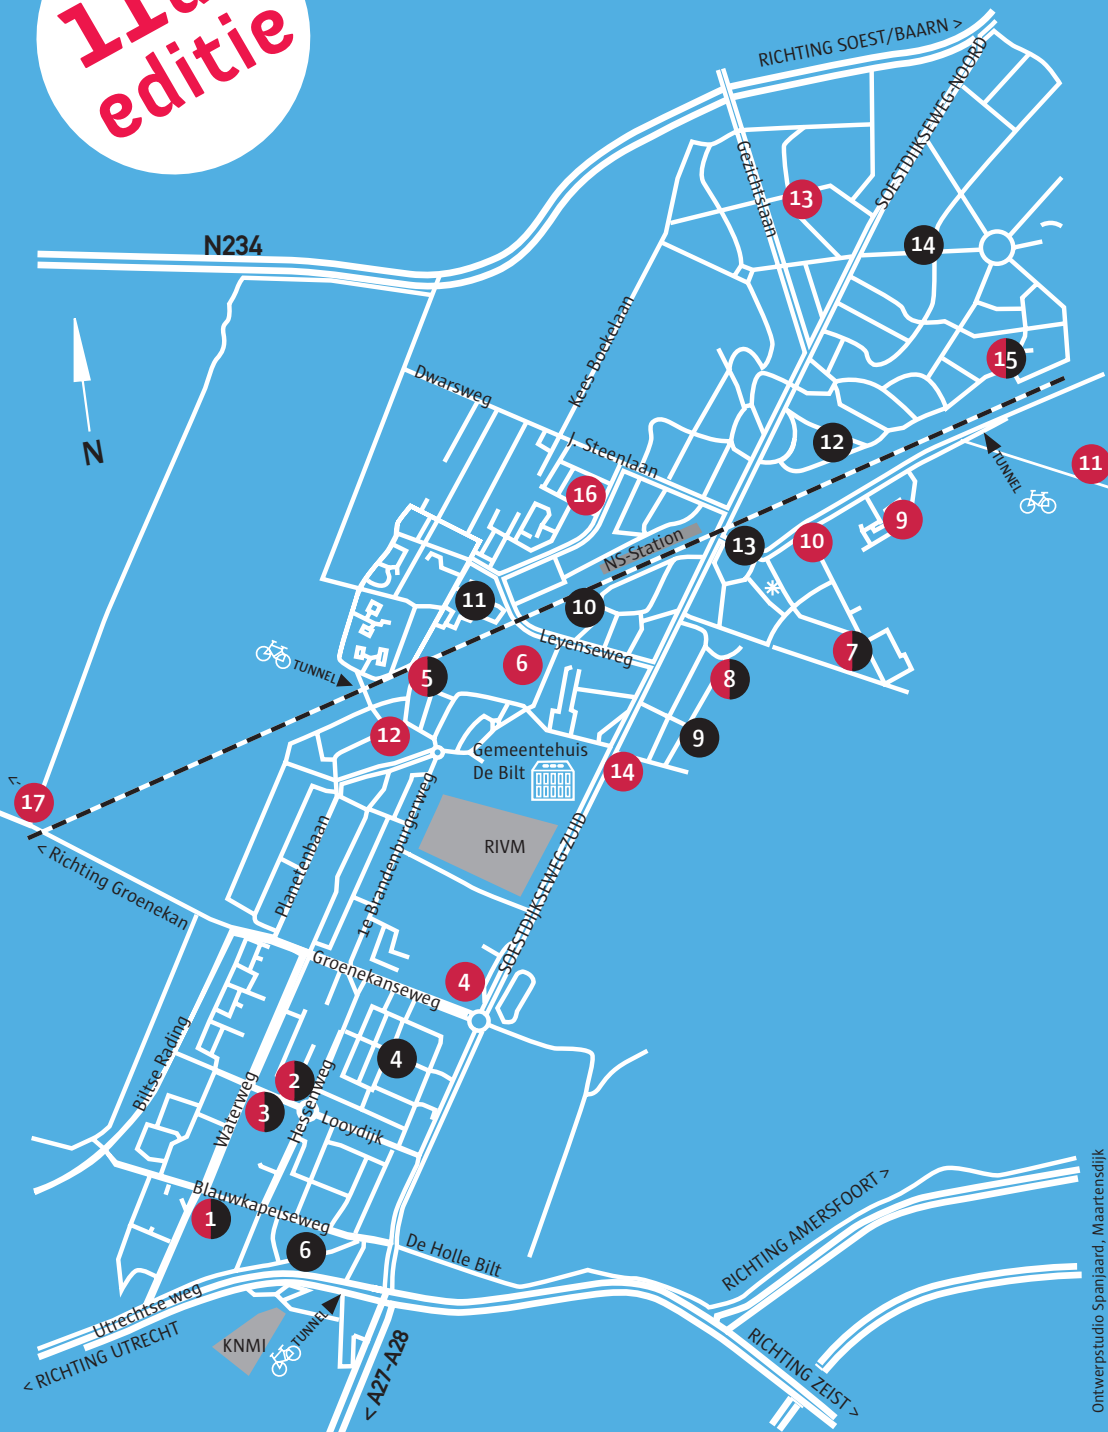 editie
RICHTING SOEST/BAARN >
SOESTDIJKSEWEG-NOORD
Gezichtslaan
13
14
N234
15
Kees Boekelaan
Dwarsweg
J. Steenlaan
12
11
TUNNEL
N
16
9
10
13
NS-Station
11
10
Leyenseweg
6
7
8
TUNNEL
5
12
9
Gemeentehuis
De Bilt
14
17
<
RIVM
SOESTDIJKSEWEG-ZUID
1e Brandenburgerweg
Planetenbaan
< Richting Groenekan
Groenekanseweg
4
4
Biltse Rading
Waterweg
2
3
Hessenweg
Looydijk
Blauwkapelseweg
1
6
De Holle Bilt
RICHTING AMERSFOORT >
Utrechtse weg
< RICHTING UTRECHT
KNMI
TUNNEL
< A27-A28
RICHTING ZEIST >
Ontwerpstudio Spanjaard, Maartensdijk